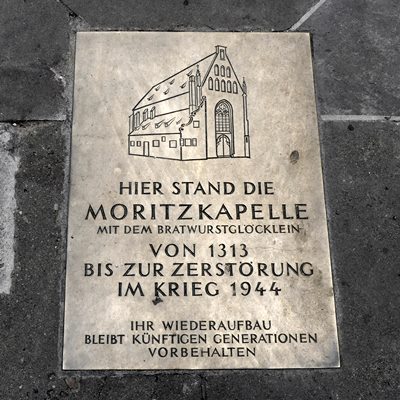 HIER STAND DIE
MORITZKAPELLE
MIT DEM BRATWURSTGLÖCKLEIN
VON 1313
BIS ZUR ZERSTÖRUNG
IM KRIEG 1944
IHR WIEDERAUFBAU
BLEIBT KÜNFTIGEN GENERATIONEN
VORBEHALTEN